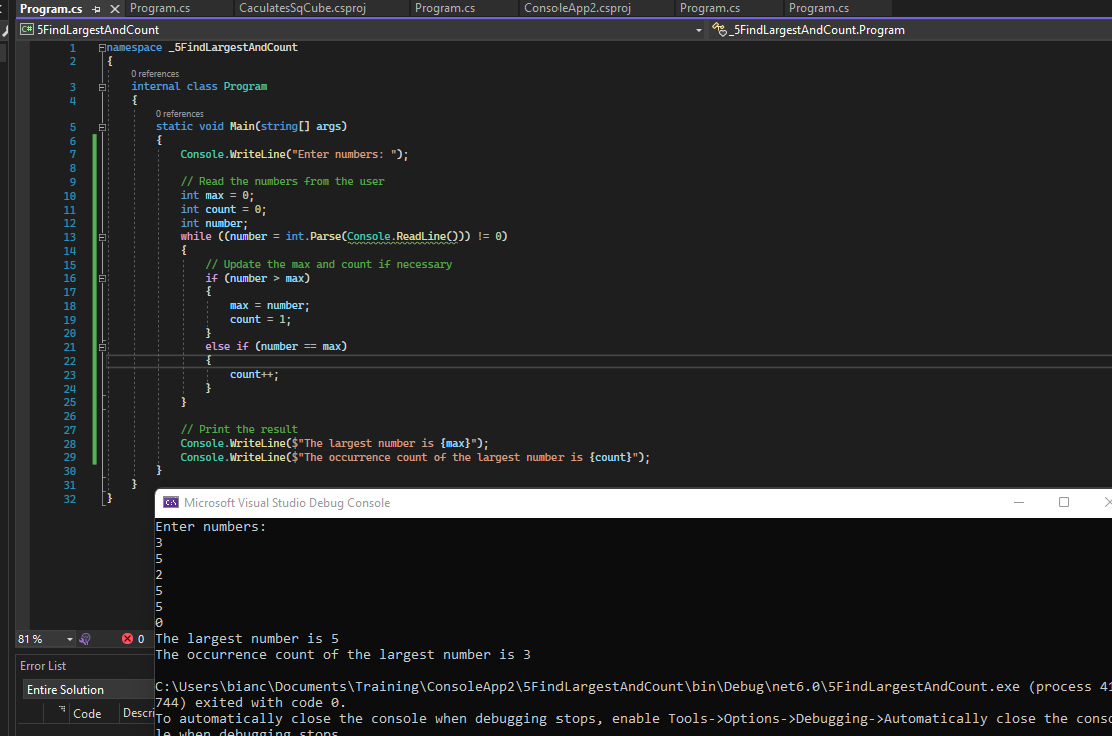 Program.cs Program.cs CaculatesSqCube.csproj Program.cs ConsoleApp2.csproj Program.cs Program.cs
C# 5FindLargestAndCount _5FindLargestAndCount.Program
1 namespace _5FindLargestAndCount
2 {
0 references
3 internal class Program
4 {
0 references
5 static void Main(string[] args)
6 {
7 Console.WriteLine("Enter numbers: ");
8
9 // Read the numbers from the user
10 int max = 0;
11 int count = 0;
12 int number;
13 while ((number = int.Parse(Console.ReadLine())) != 0)
14 {
15 // Update the max and count if necessary
16 if (number > max)
17 {
18 max = number;
19 count = 1;
20 }
21 else if (number == max)
22 {
23 count++;
24 }
25 }
26
27 // Print the result
28 Console.WriteLine($"The largest number is {max}");
29 Console.WriteLine($"The occurrence count of the largest number is {count}");
30 }
31 }
32 }
Microsoft Visual Studio Debug Console
Enter numbers:
3
5
2
5
5
0
The largest number is 5
The occurrence count of the largest number is 3
C:\Users\bianc\Documents\Training\ConsoleApp2\5FindLargestAndCount\bin\Debug\net6.0\5FindLargestAndCount.exe (process 41
744) exited with code 0.
To automatically close the console when debugging stops, enable Tools->Options->Debugging->Automatically close the conso
le when debugging stops.
81 % 0
Error List
Entire Solution
Code Descri